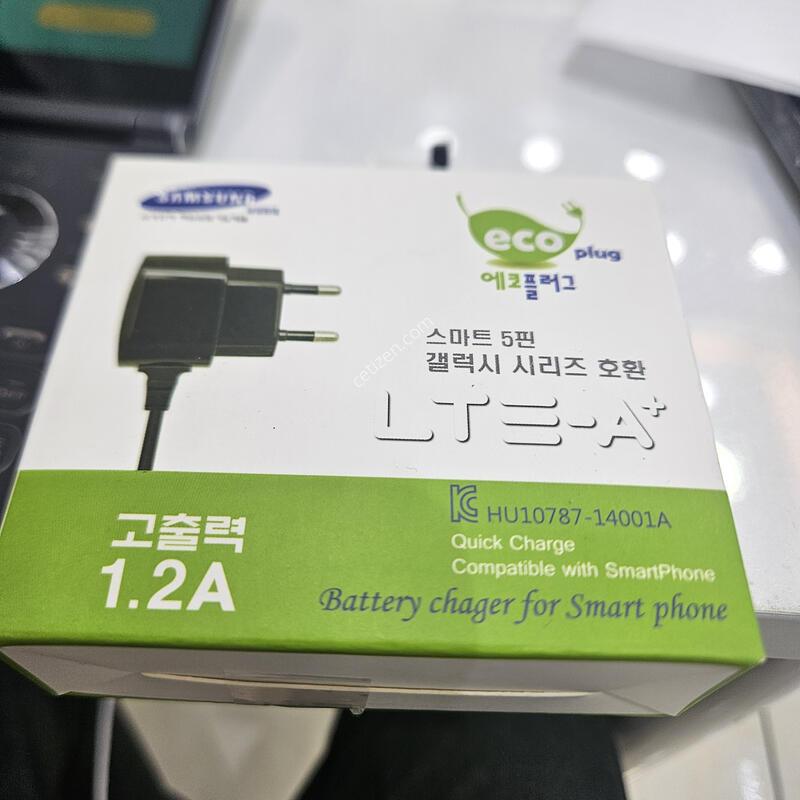 SAMSUNG
eco plug
에코플러그
스마트 5핀
갤럭시 시리즈 호환
LTE-A+
cetizen.com
고출력
1.2A
HU10787-14001A
Quick Charge
Compatible with SmartPhone
Battery chager for Smart phone